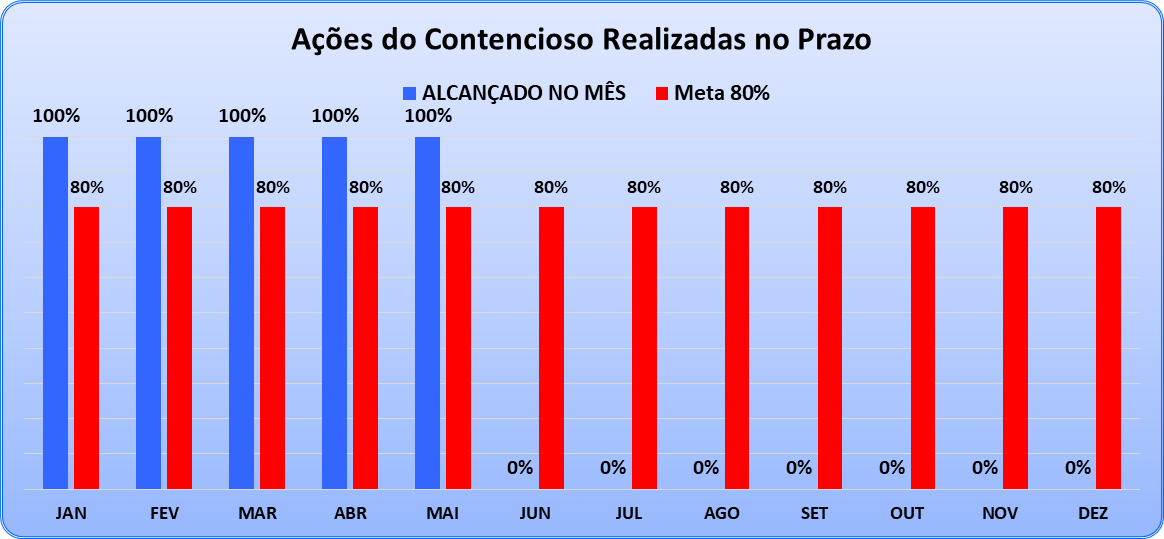 Ações do Contencioso Realizadas no Prazo
ALCANÇADO NO MÊS Meta 80%
100% 100% 100% 100% 100%
80% 80% 80% 80% 80% 80% 80% 80% 80% 80% 80% 80%
0% 0% 0% 0% 0% 0% 0%
JAN FEV MAR ABR MAI JUN JUL AGO SET OUT NOV DEZ